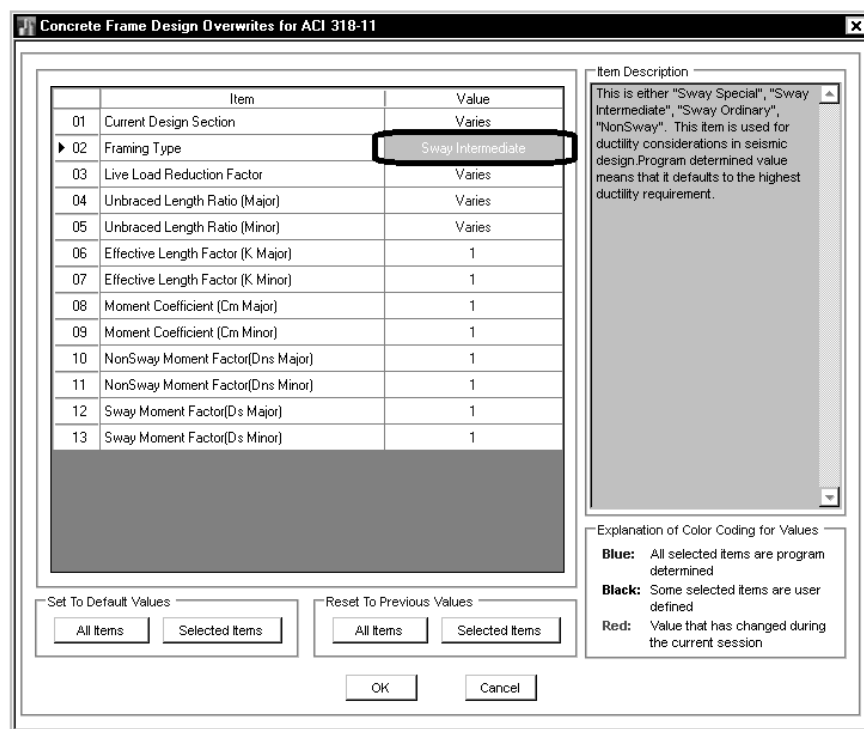 Concrete Frame Design Overwrites for ACI 318-11
Item Value
01 Current Design Section Varies
02 Framing Type Sway Intermediate
03 Live Load Reduction Factor Varies
04 Unbraced Length Ratio (Major) Varies
05 Unbraced Length Ratio (Minor) Varies
06 Effective Length Factor (K Major) 1
07 Effective Length Factor (K Minor) 1
08 Moment Coefficient (Cm Major) 1
09 Moment Coefficient (Cm Minor) 1
10 NonSway Moment Factor(Dns Major) 1
11 NonSway Moment Factor(Dns Minor) 1
12 Sway Moment Factor(Ds Major) 1
13 Sway Moment Factor(Ds Minor) 1
Item Description
This is either "Sway Special", "Sway
Intermediate", "Sway Ordinary",
"NonSway". This item is used for
ductility considerations in seismic
design.Program determined value
means that it defaults to the highest
ductility requirement.
Explanation of Color Coding for Values
Blue: All selected items are program
determined
Black: Some selected items are user
defined
Red: Value that has changed during
the current session
Set To Default Values
All Items Selected Items
Reset To Previous Values
All Items Selected Items
OK Cancel